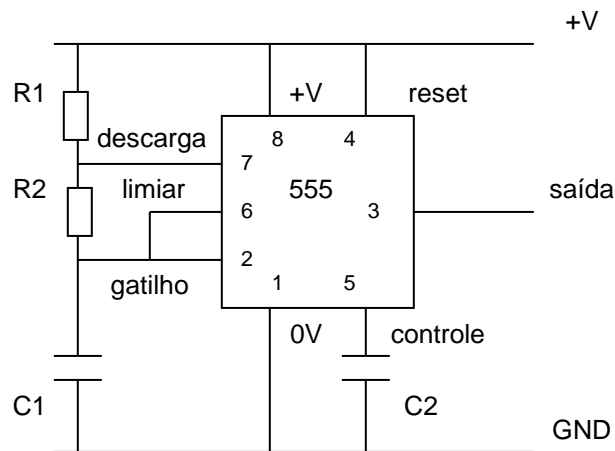 +V
R1
+V
reset
descarga
8
4
7
R2
limiar
555
saída
6
3
2
gatilho
1
5
0V
controle
C1
C2
GND